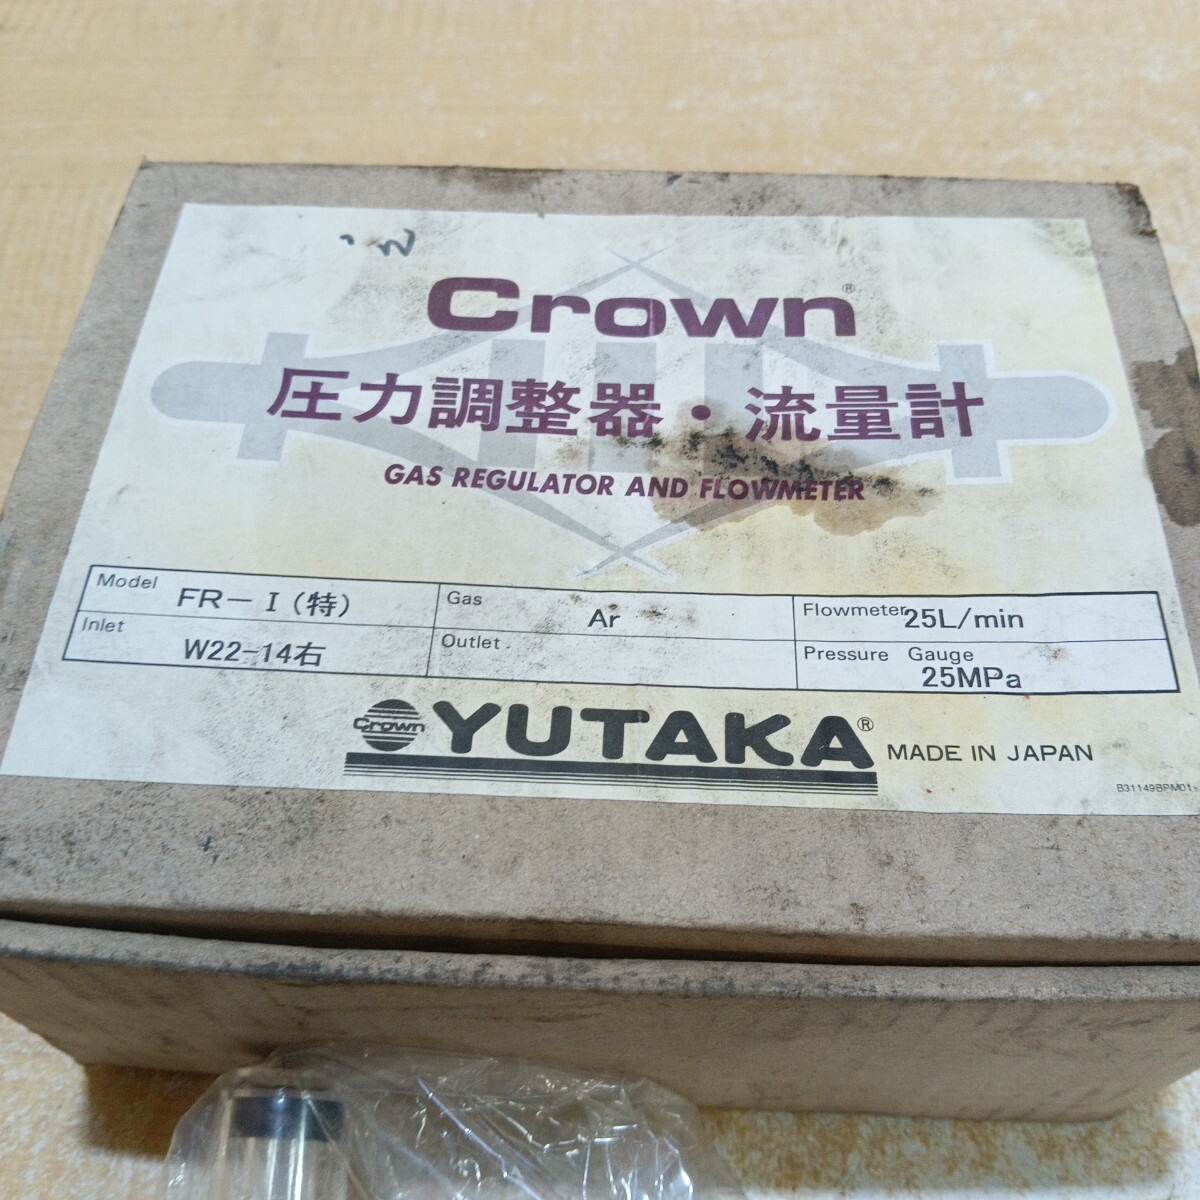 Crown®
圧力調整器・流量計
GAS REGULATOR AND FLOWMETER
Model FR-I(特) Gas Ar Flowmeter 25L/min
Inlet W22-14右 Outlet Pressure Gauge 25MPa
Crown YUTAKA® MADE IN JAPAN
B31149BPM01-